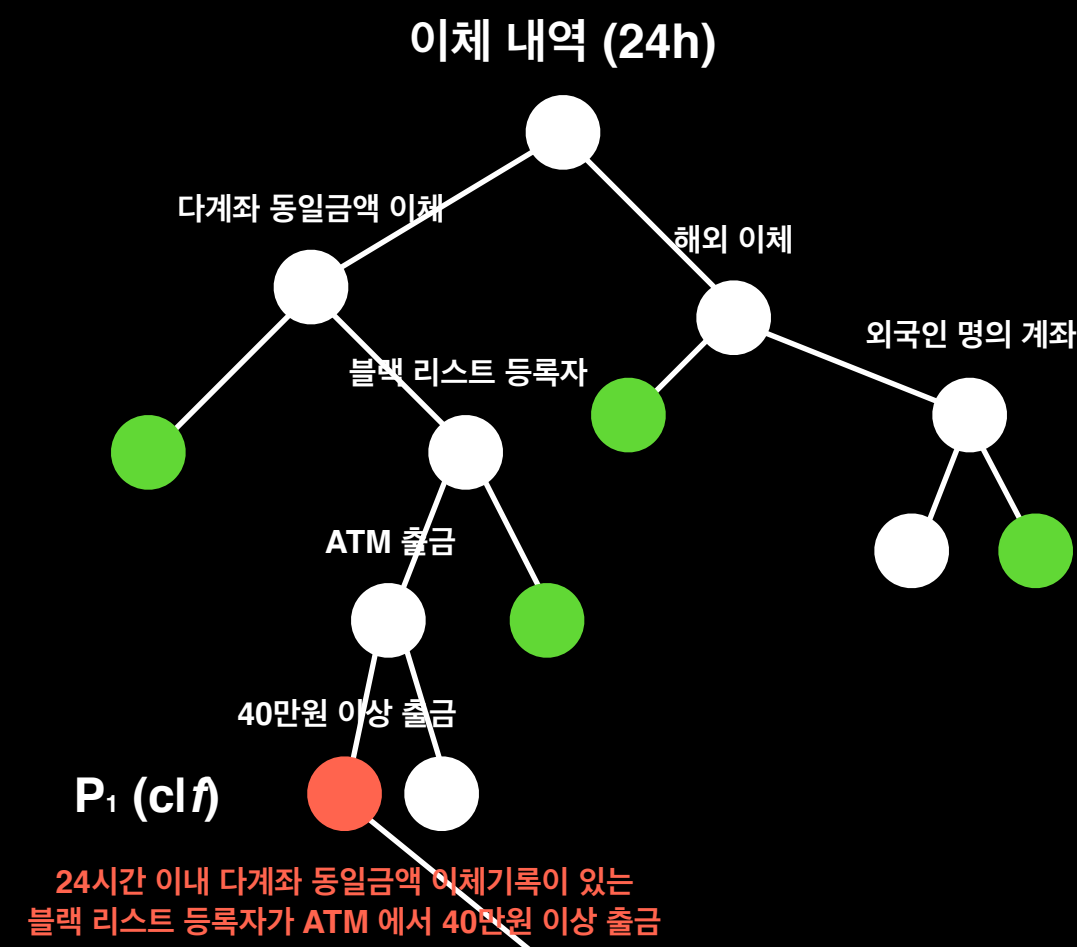 이체 내역 (24h)
다계좌 동일금액 이체
해외 이체
외국인 명의 계좌
블랙 리스트 등록자
ATM 출금
40만원 이상 출금
P₁ (clf)
24시간 이내 다계좌 동일금액 이체기록이 있는
블랙 리스트 등록자가 ATM 에서 40만원 이상 출금